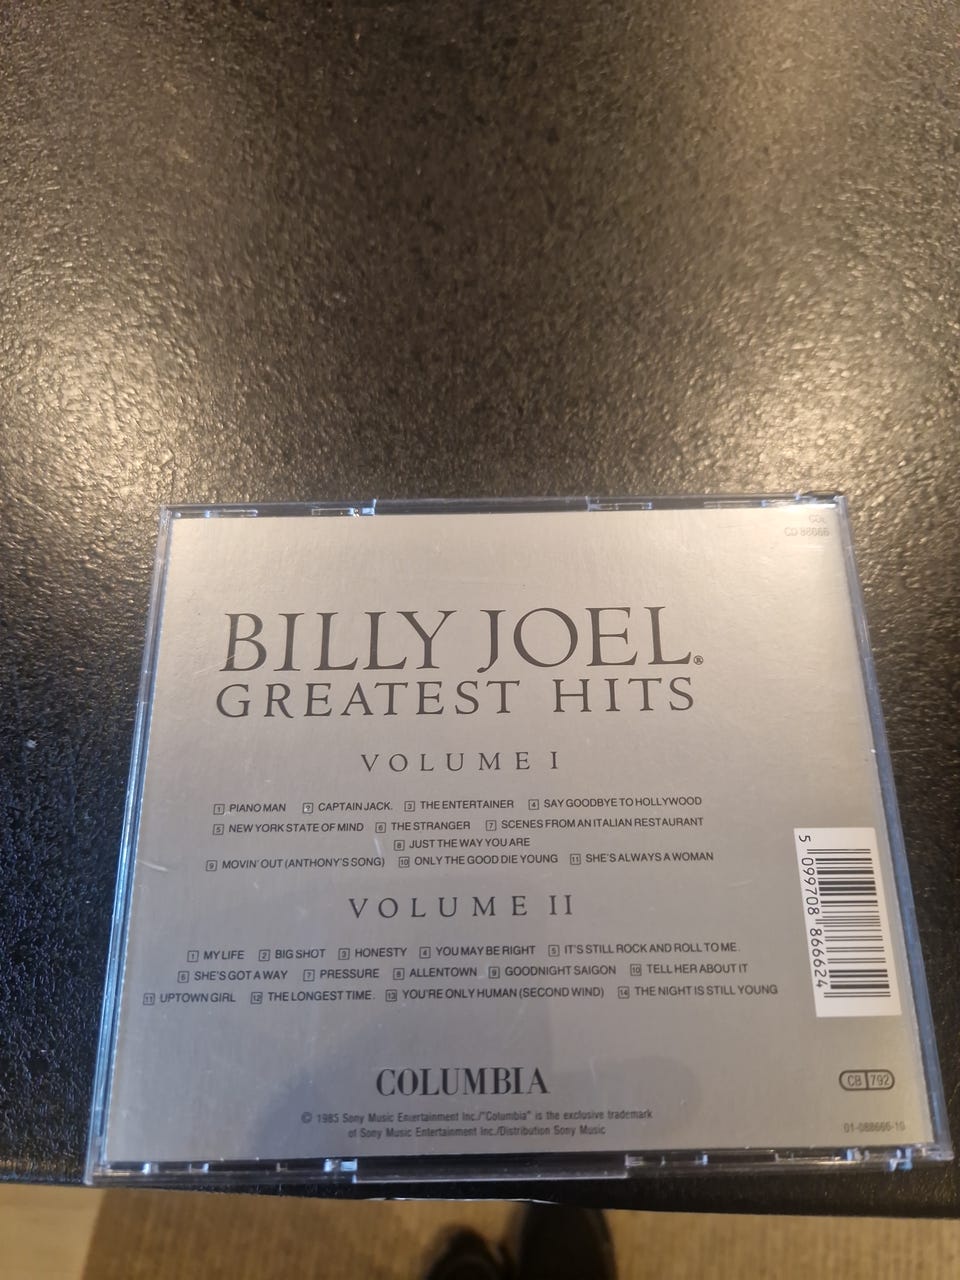 COL
CD 88666
BILLY JOEL®
GREATEST HITS
VOLUME I
1 PIANO MAN 2 CAPTAIN JACK. 3 THE ENTERTAINER 4 SAY GOODBYE TO HOLLYWOOD
5 NEW YORK STATE OF MIND 6 THE STRANGER 7 SCENES FROM AN ITALIAN RESTAURANT
8 JUST THE WAY YOU ARE
9 MOVIN' OUT (ANTHONY'S SONG) 10 ONLY THE GOOD DIE YOUNG 11 SHE'S ALWAYS A WOMAN
VOLUME II
1 MY LIFE 2 BIG SHOT 3 HONESTY 4 YOU MAY BE RIGHT 5 IT'S STILL ROCK AND ROLL TO ME.
6 SHE'S GOT A WAY 7 PRESSURE 8 ALLENTOWN 9 GOODNIGHT SAIGON 10 TELL HER ABOUT IT
11 UPTOWN GIRL 12 THE LONGEST TIME. 13 YOU'RE ONLY HUMAN (SECOND WIND) 14 THE NIGHT IS STILL YOUNG
5 099708 866624
COLUMBIA
CB 792
© 1985 Sony Music Entertainment Inc./"Columbia" is the exclusive trademark
of Sony Music Entertainment Inc./Distribution Sony Music
01-088666-10